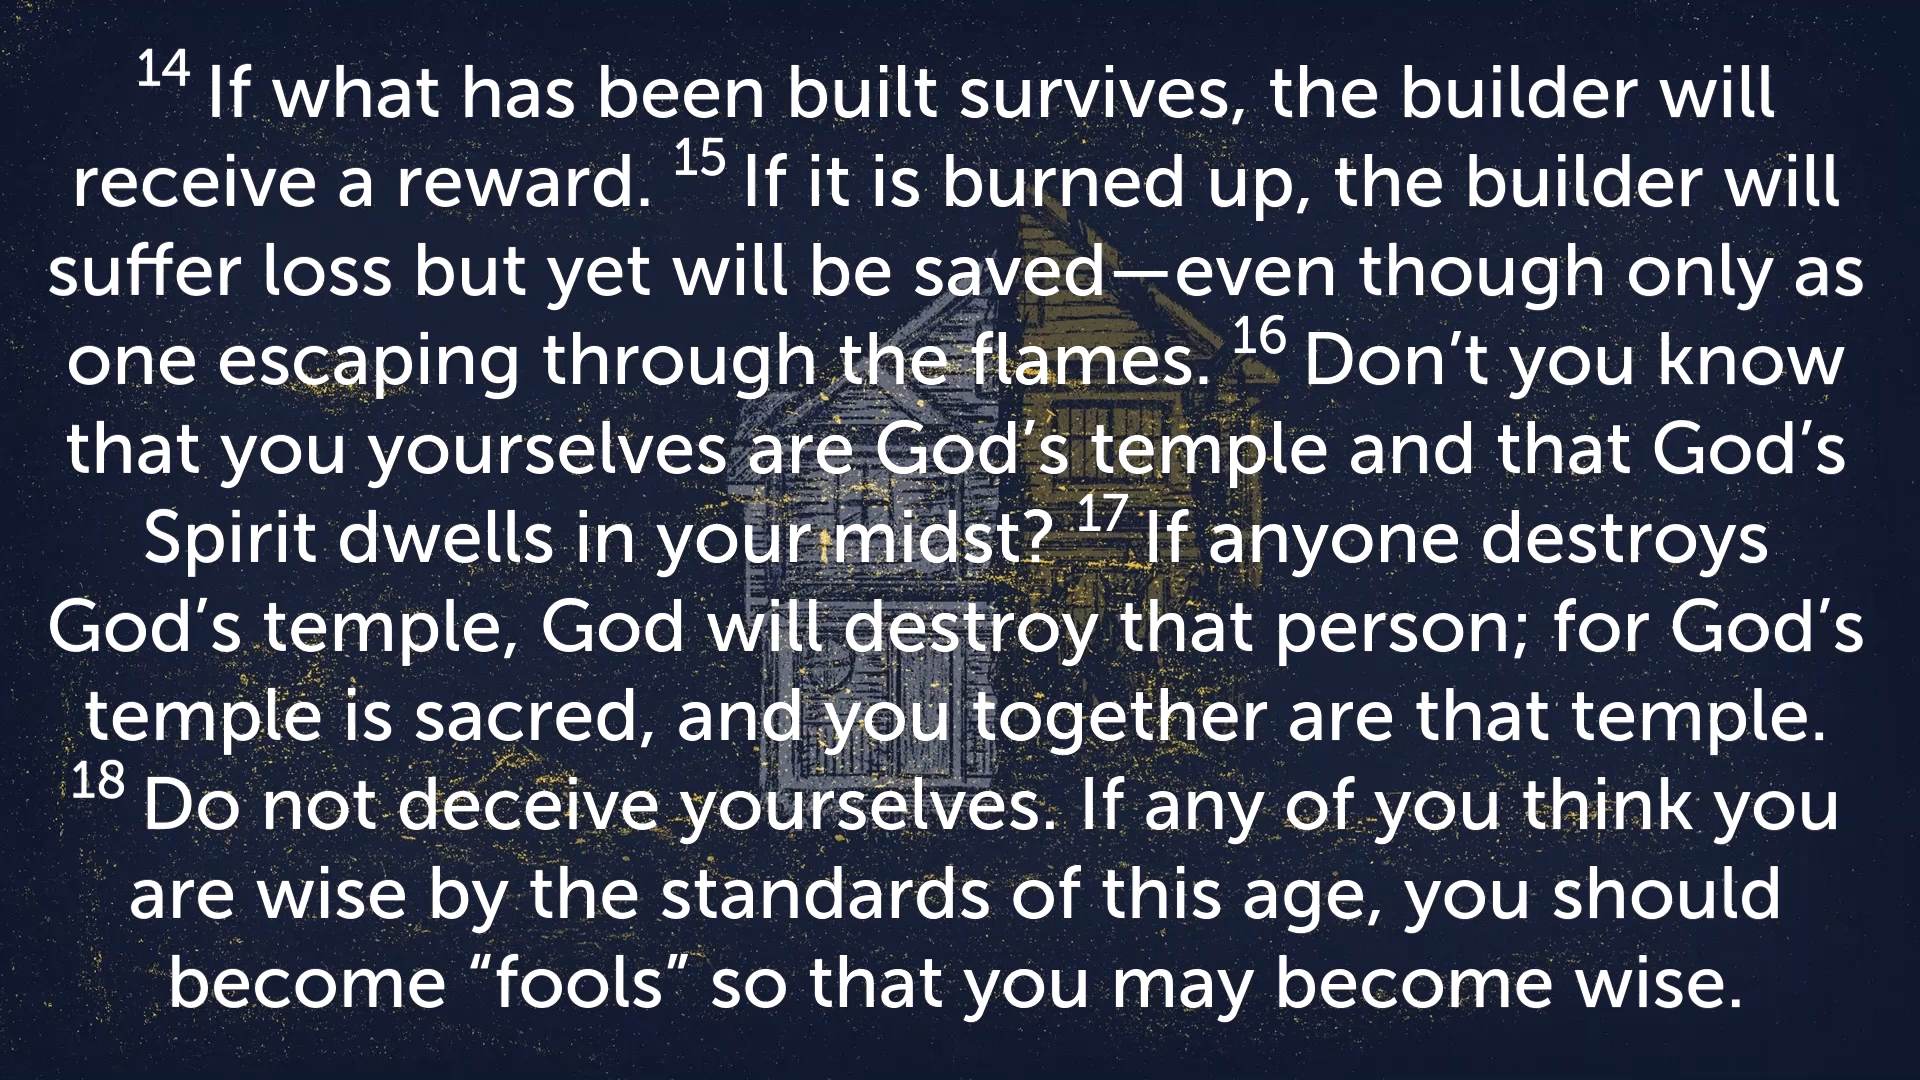 14 If what has been built survives, the builder will
receive a reward. 15 If it is burned up, the builder will
suffer loss but yet will be saved—even though only as
one escaping through the flames. 16 Don’t you know
that you yourselves are God’s temple and that God’s
Spirit dwells in your midst? 17 If anyone destroys
God’s temple, God will destroy that person; for God’s
temple is sacred, and you together are that temple.
18 Do not deceive yourselves. If any of you think you
are wise by the standards of this age, you should
become “fools” so that you may become wise.